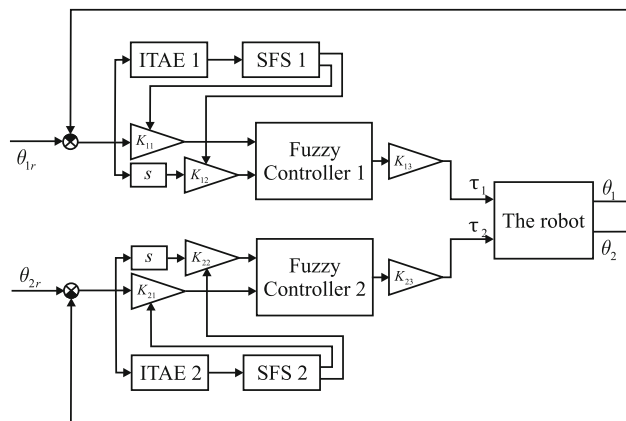 ITAE 1
SFS 1
θ1r
K11
s
K12
Fuzzy
Controller 1
K13
τ1
τ2
The robot
θ1
θ2
θ2r
s
K22
K21
Fuzzy
Controller 2
K23
ITAE 2
SFS 2